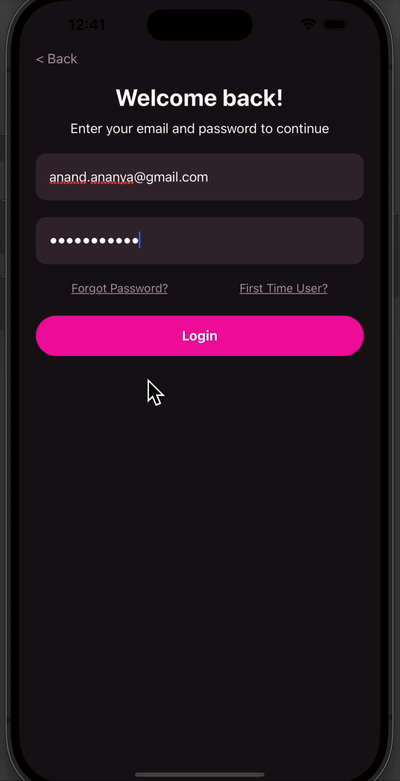 12:41
< Back
Welcome back!
Enter your email and password to continue
anand.ananya@gmail.com
•••••••••••
Forgot Password? First Time User?
Login